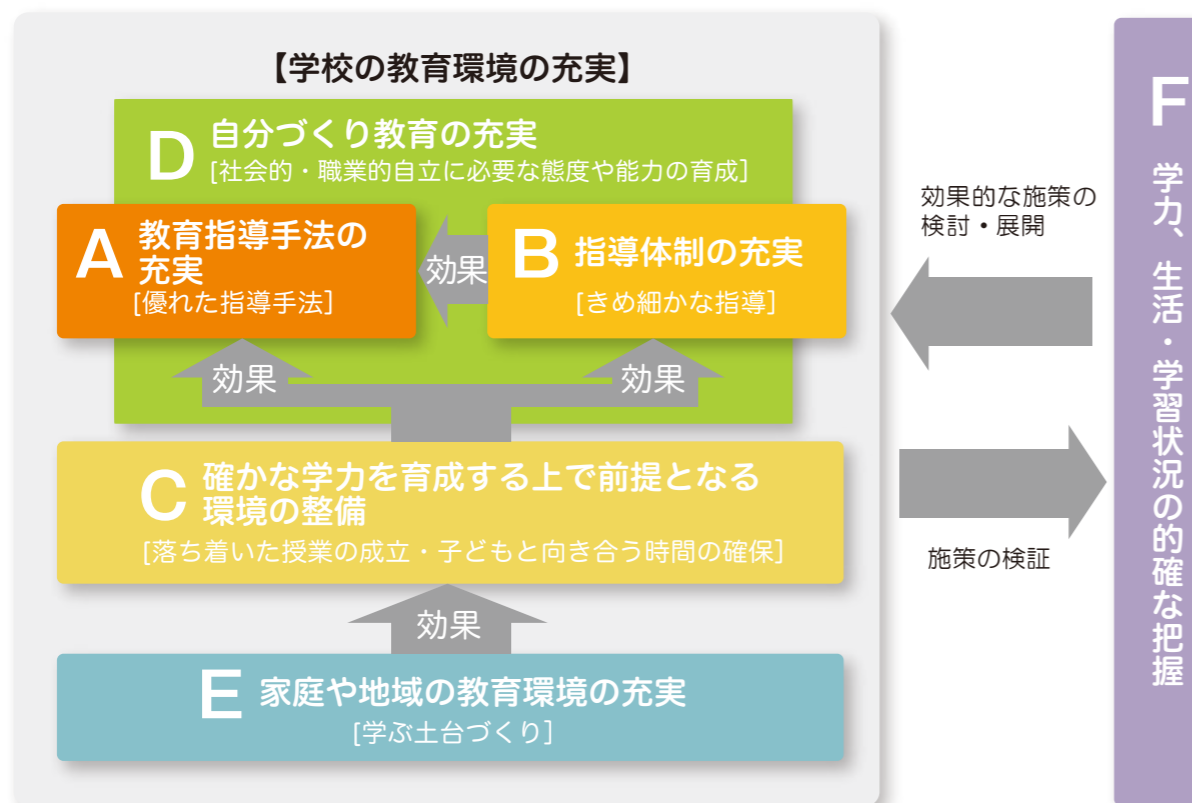 【学校の教育環境の充実】
D 自分づくり教育の充実
[社会的・職業的自立に必要な態度や能力の育成]
A 教育指導手法の
充実
[優れた指導手法]
効果
B 指導体制の充実
[きめ細かな指導]
効果
効果
C 確かな学力を育成する上で前提となる
環境の整備
[落ち着いた授業の成立・子どもと向き合う時間の確保]
効果
E 家庭や地域の教育環境の充実
[学ぶ土台づくり]
効果的な施策の
検討・展開
施策の検証
F 学力、生活・学習状況の的確な把握